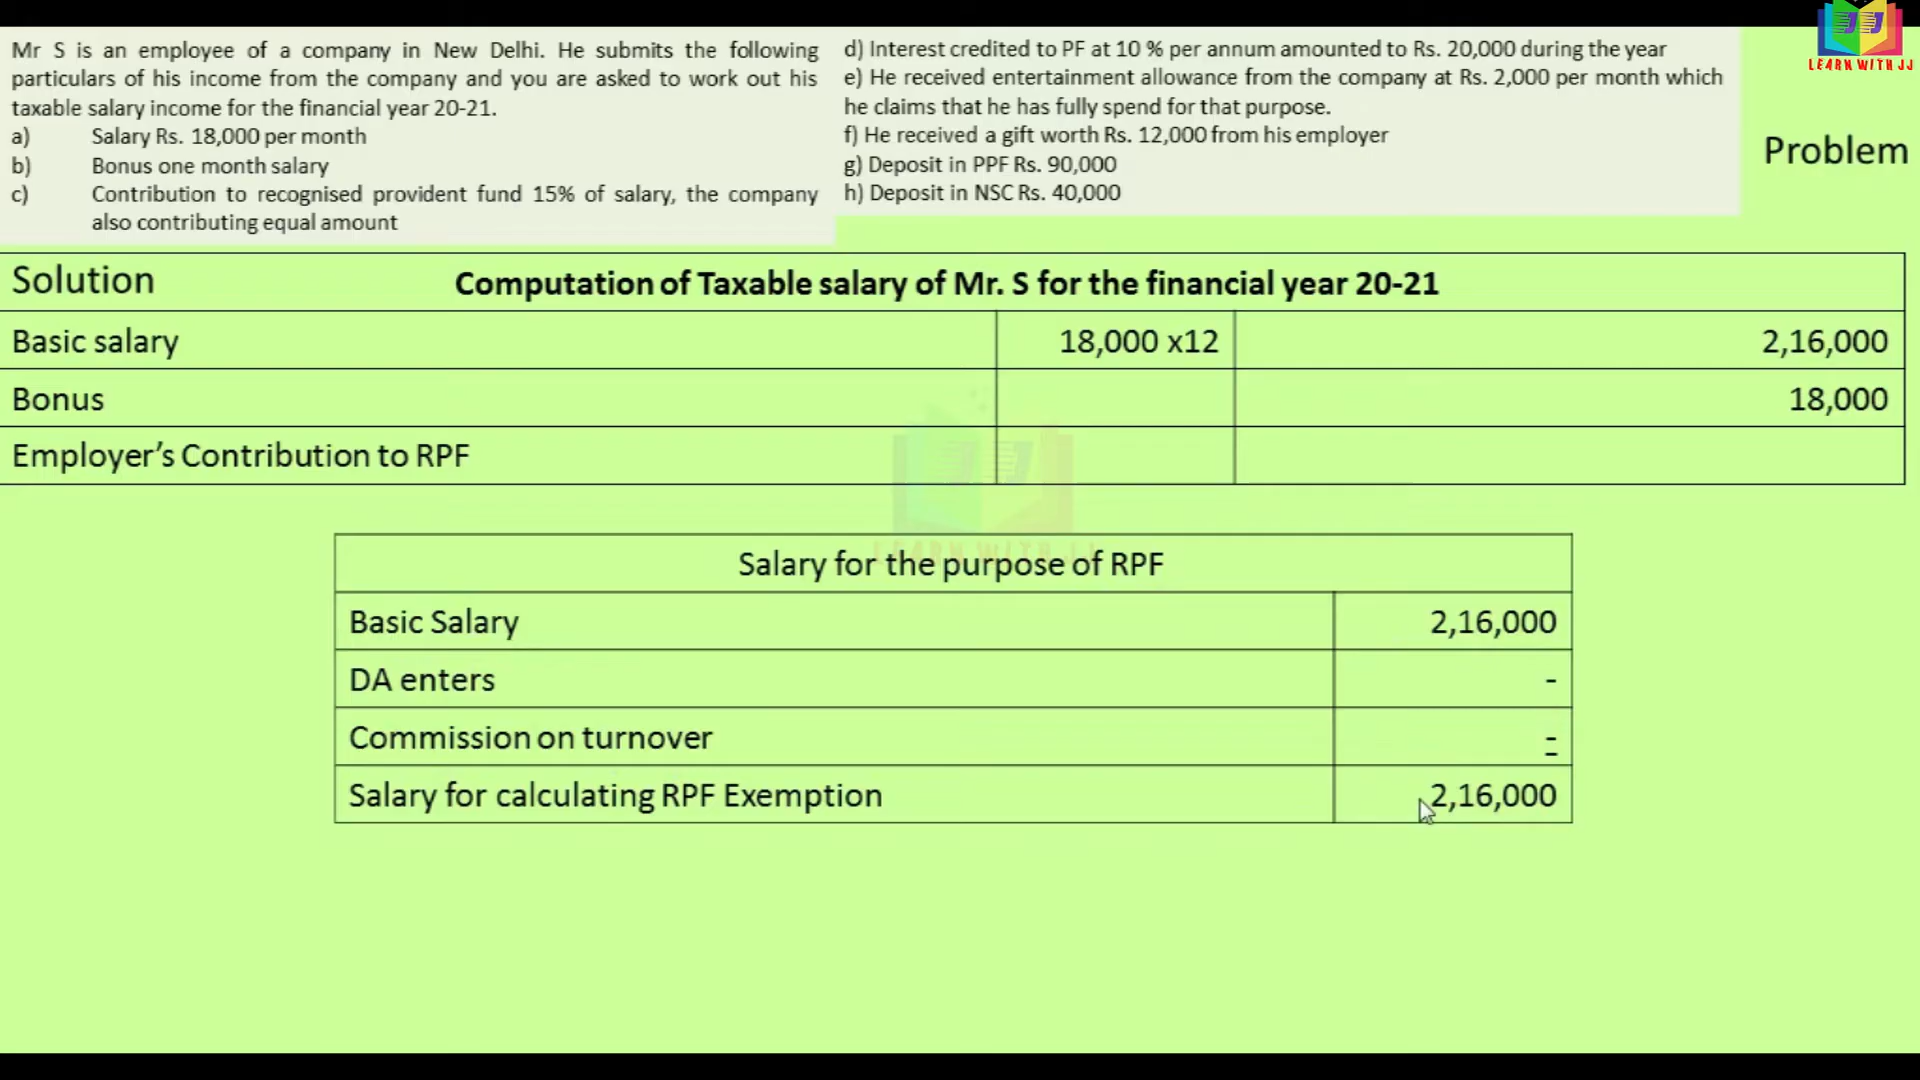 Mr S is an employee of a company in New Delhi. He submits the following
particulars of his income from the company and you are asked to work out his
taxable salary income for the financial year 20-21.
a) Salary Rs. 18,000 per month
b) Bonus one month salary
c) Contribution to recognised provident fund 15% of salary, the company
also contributing equal amount
d) Interest credited to PF at 10 % per annum amounted to Rs. 20,000 during the year
e) He received entertainment allowance from the company at Rs. 2,000 per month which
he claims that he has fully spend for that purpose.
f) He received a gift worth Rs. 12,000 from his employer
g) Deposit in PPF Rs. 90,000
h) Deposit in NSC Rs. 40,000
JJ
LEARN WITH JJ
Problem
Solution Computation of Taxable salary of Mr. S for the financial year 20-21
Basic salary 18,000 x12 2,16,000
Bonus 18,000
Employer's Contribution to RPF
JJ
LEARN WITH JJ
Salary for the purpose of RPF
Basic Salary 2,16,000
DA enters -
Commission on turnover -
Salary for calculating RPF Exemption 2,16,000